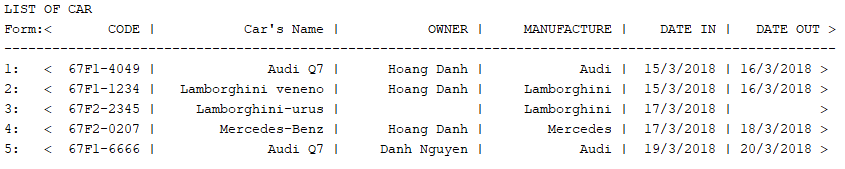 LIST OF CAR
Form:<       CODE |           Car's Name |             OWNER |     MANUFACTURE |    DATE IN |   DATE OUT >
--------------------------------------------------------------------------------------------------------
1:   <  67F1-4049 |              Audi Q7 |       Hoang Danh |            Audi |  15/3/2018 | 16/3/2018 >
2:   <  67F1-1234 |   Lamborghini veneno |       Hoang Danh |     Lamborghini |  15/3/2018 | 16/3/2018 >
3:   <  67F2-2345 |     Lamborghini-urus |                  |     Lamborghini |  17/3/2018 |           >
4:   <  67F2-0207 |        Mercedes-Benz |       Hoang Danh |        Mercedes |  17/3/2018 | 18/3/2018 >
5:   <  67F1-6666 |              Audi Q7 |      Danh Nguyen |            Audi |  19/3/2018 | 20/3/2018 >